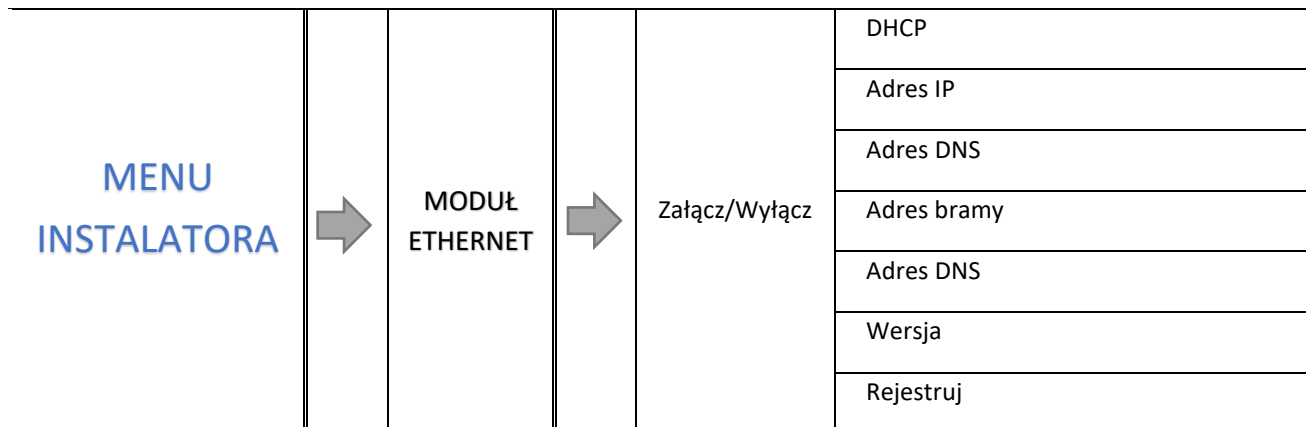 MENU
INSTALATORA
MODUŁ
ETHERNET
Załącz/Wyłącz
DHCP
Adres IP
Adres DNS
Adres bramy
Adres DNS
Wersja
Rejestruj